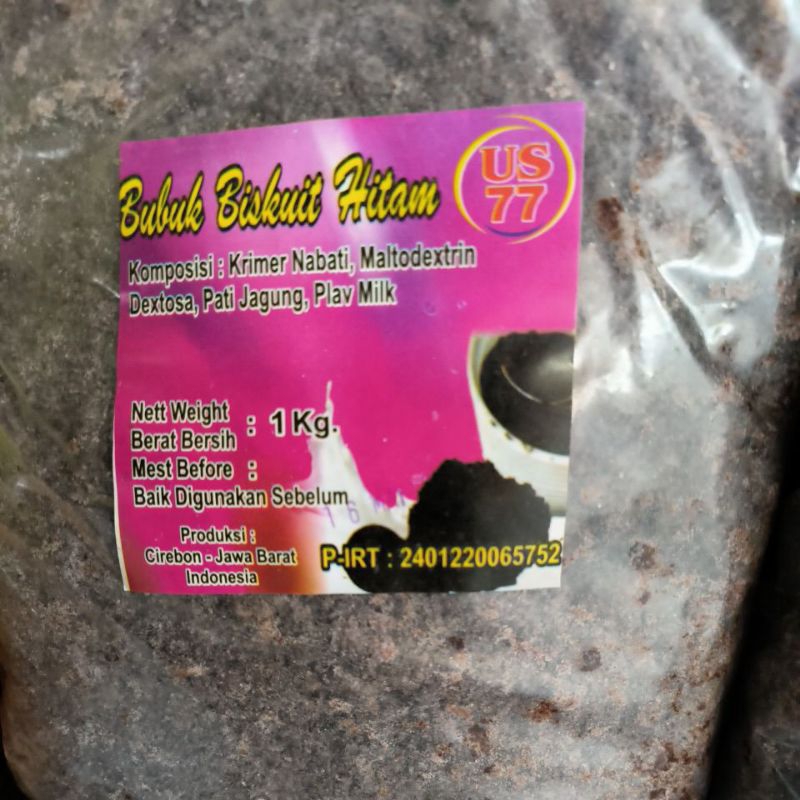 Bubuk Biskuit Hitam
US
77
Komposisi : Krimer Nabati, Maltodextrin
Dextosa, Pati Jagung, Plav Milk
Nett Weight
Berat Bersih : 1 Kg.
Mest Before :
Baik Digunakan Sebelum
Produksi :
Cirebon - Jawa Barat
Indonesia
P-IRT : 2401220065752